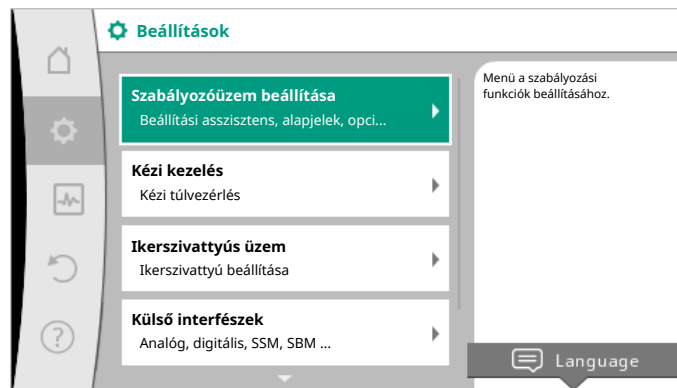 Beállítások
Szabályozóüzem beállítása
Beállítási asszisztens, alapjelek, opci...
Kézi kezelés
Kézi túlvezérlés
Ikerszivattyús üzem
Ikerszivattyú beállítása
Külső interfészek
Analóg, digitális, SSM, SBM ...
Menü a szabályozási
funkciók beállításához.
Language